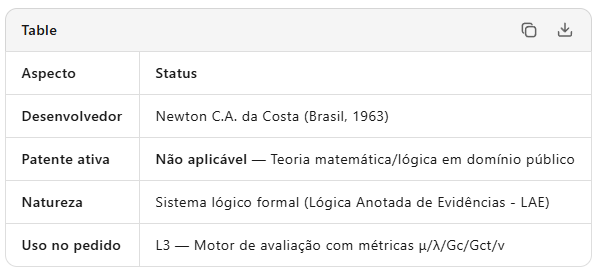 Table
Aspecto Status
Desenvolvedor Newton C.A. da Costa (Brasil, 1963)
Patente ativa Não aplicável — Teoria matemática/lógica em domínio público
Natureza Sistema lógico formal (Lógica Anotada de Evidências - LAE)
Uso no pedido L3 — Motor de avaliação com métricas μ/λ/Gc/Gct/ν